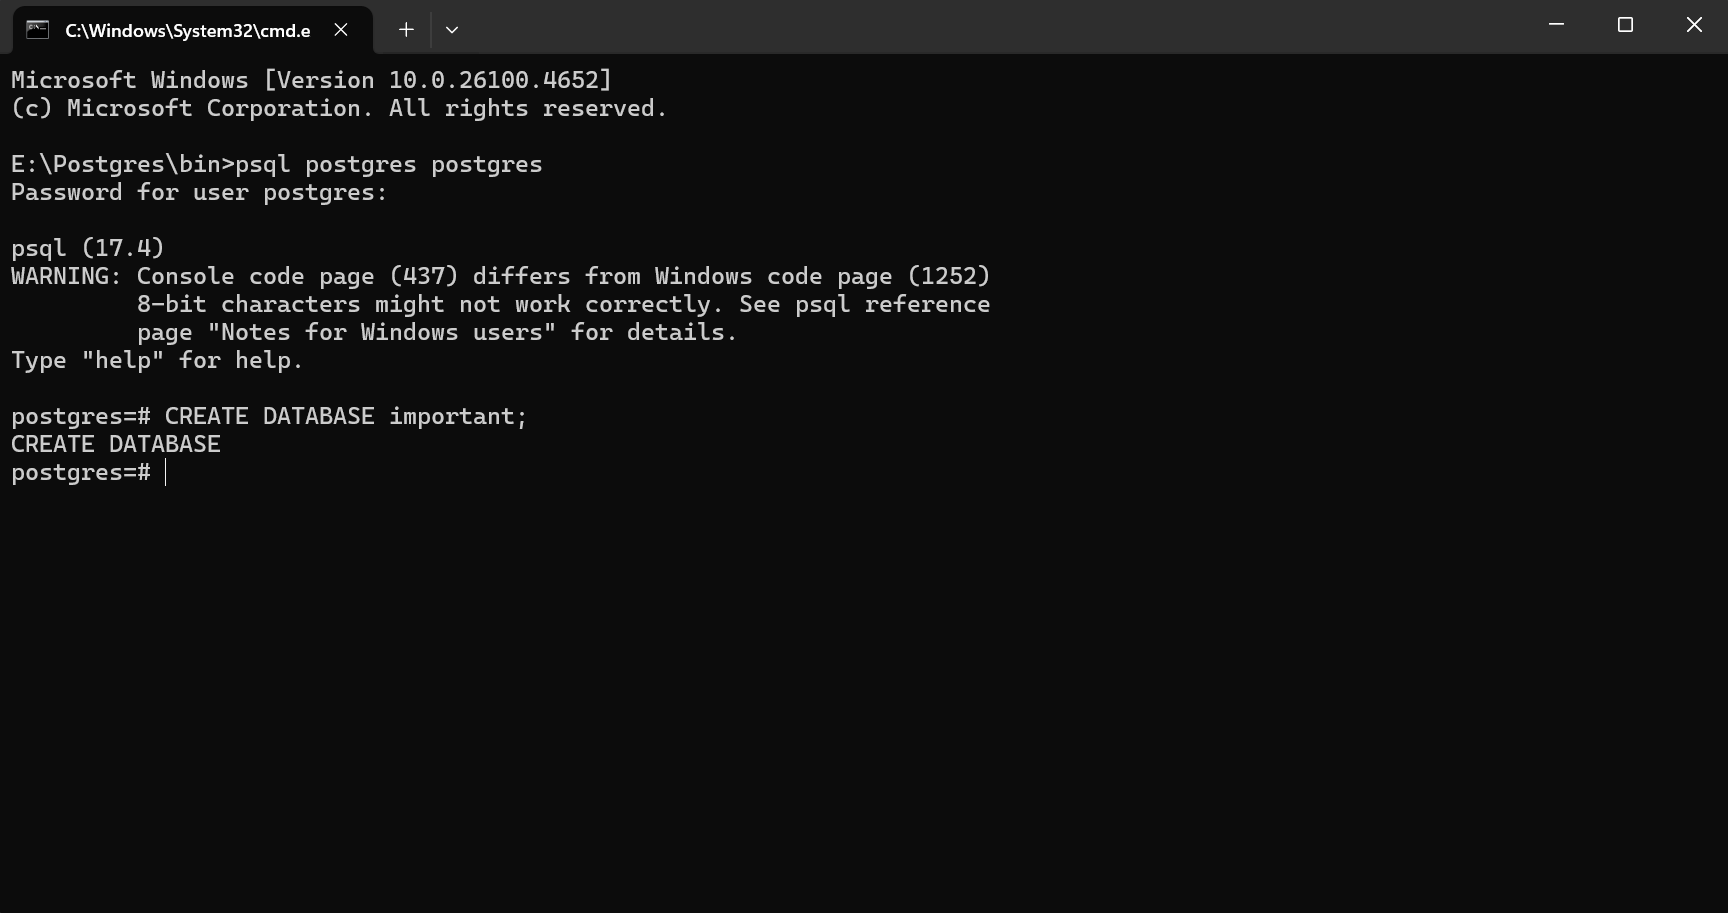 C:\Windows\System32\cmd.e
Microsoft Windows [Version 10.0.26100.4652]
(c) Microsoft Corporation. All rights reserved.
E:\Postgres\bin>psql postgres postgres
Password for user postgres:
psql (17.4)
WARNING: Console code page (437) differs from Windows code page (1252)
         8-bit characters might not work correctly. See psql reference
         page "Notes for Windows users" for details.
Type "help" for help.
postgres=# CREATE DATABASE important;
CREATE DATABASE
postgres=#